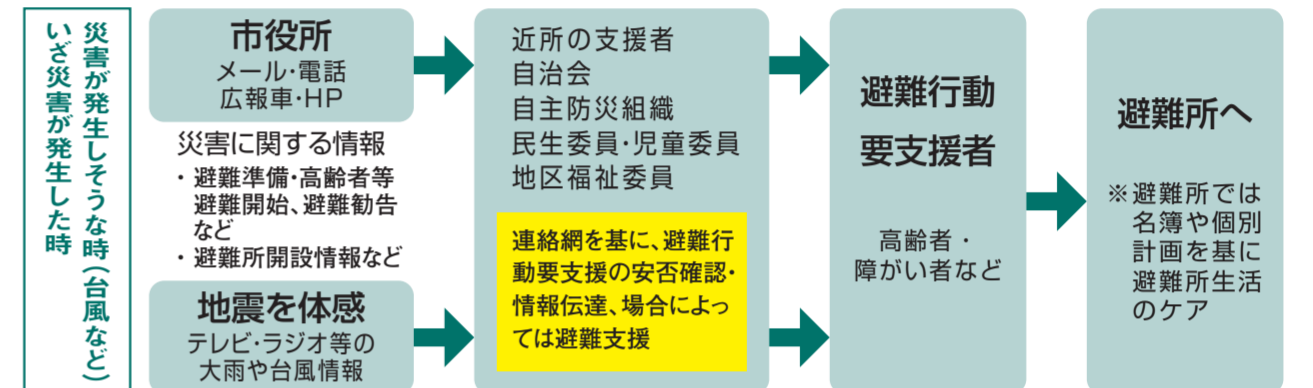 災害が発生しそうな時(台風など)
いざ災害が発生した時
市役所
メール・電話
広報車・HP
災害に関する情報
・避難準備・高齢者等
避難開始、避難勧告
など
・避難所開設情報など
地震を体感
テレビ・ラジオ等の
大雨や台風情報
近所の支援者
自治会
自主防災組織
民生委員・児童委員
地区福祉委員
連絡網を基に、避難行
動要支援の安否確認・
情報伝達、場合によっ
ては避難支援
避難行動
要支援者
高齢者・
障がい者など
避難所へ
※避難所では
名簿や個別
計画を基に
避難所生活
のケア